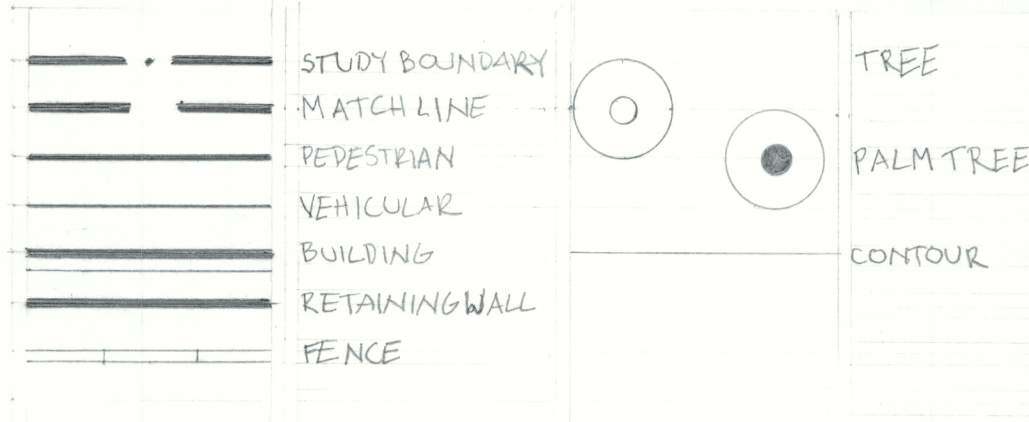 STUDY BOUNDARY
MATCH LINE
PEDESTRIAN
VEHICULAR
BUILDING
RETAINING WALL
FENCE
TREE
PALM TREE
CONTOUR